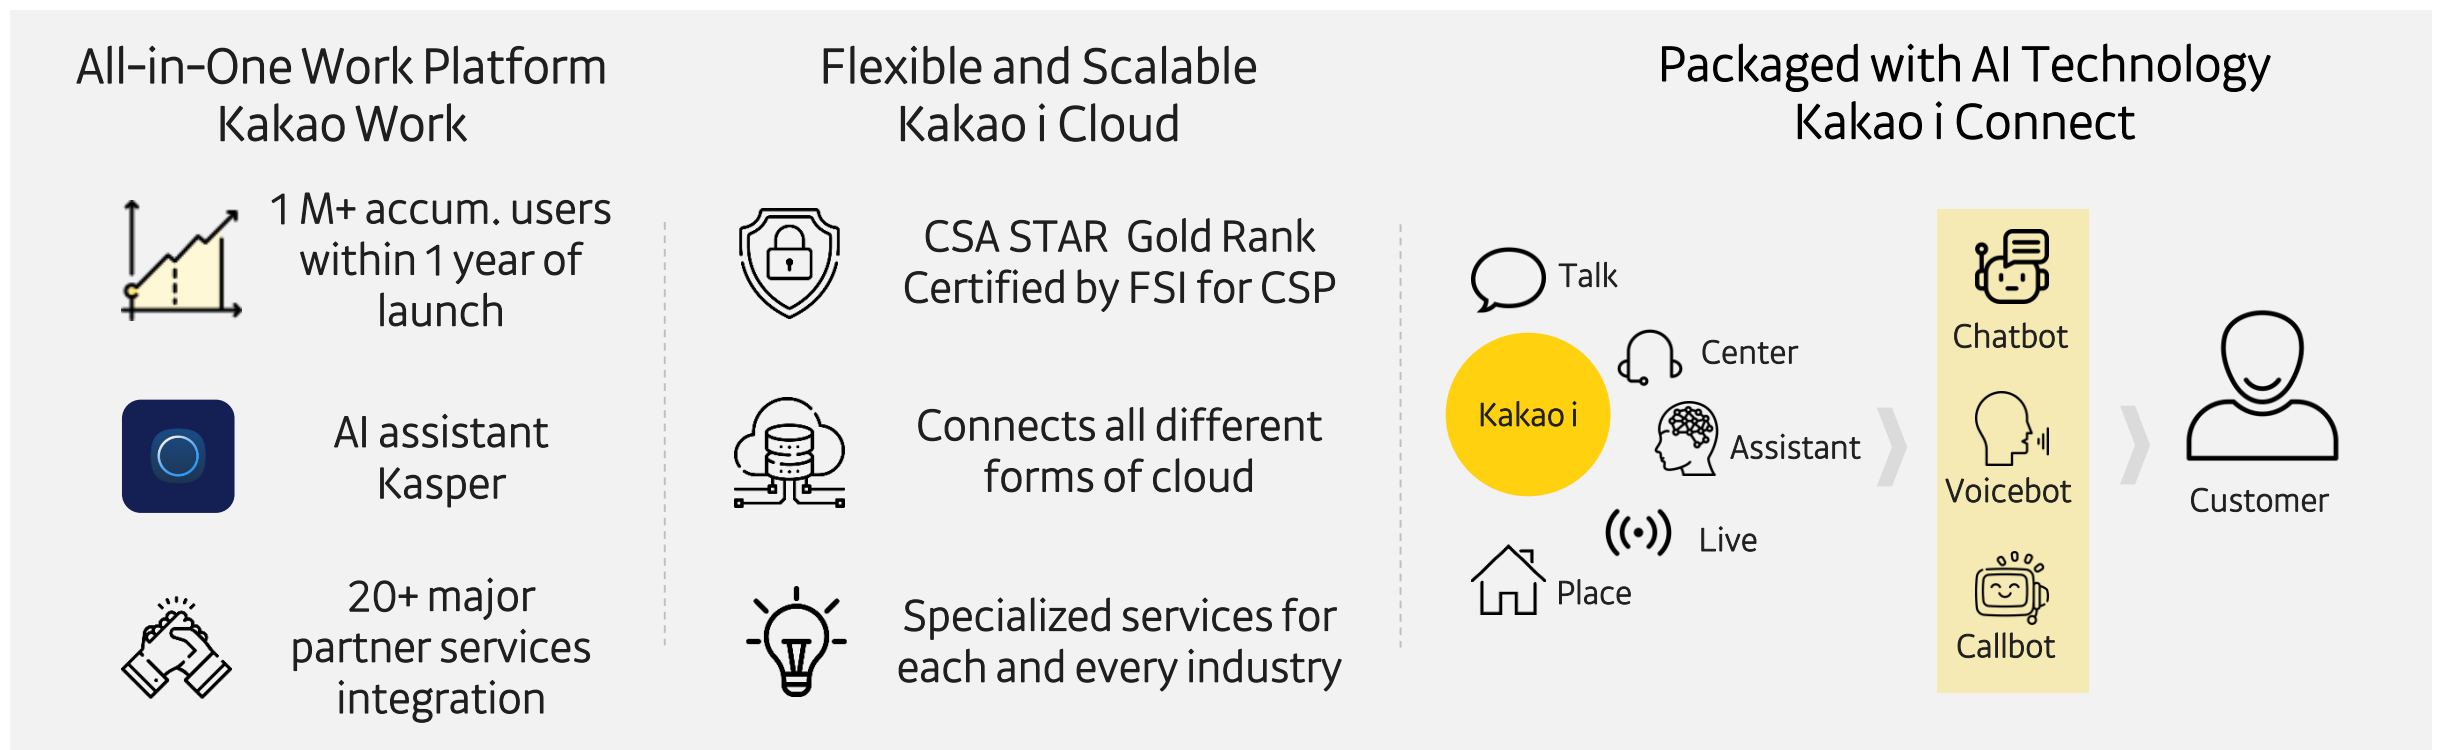 All-in-One Work Platform
Kakao Work
1 M+ accum. users
within 1 year of
launch
AI assistant
Kasper
20+ major
partner services
integration
Flexible and Scalable
Kakao i Cloud
CSA STAR Gold Rank
Certified by FSI for CSP
Connects all different
forms of cloud
Specialized services for
each and every industry
Packaged with AI Technology
Kakao i Connect
Talk
Center
Kakao i
Assistant
Live
Place
Chatbot
Voicebot
Callbot
Customer